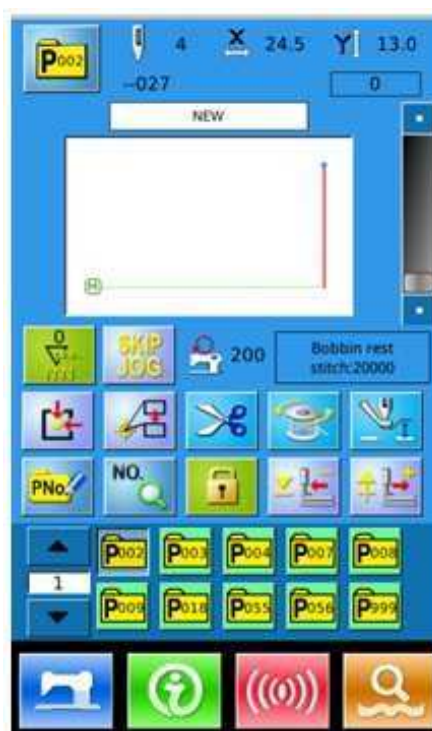 P002 4 X 24.5 Y 13.0
--027 0
NEW
H
0 SKIP JOG 200 Bobbin rest stitch:20000
PNo. NO.
P002 P003 P004 P007 P008
1
P009 P018 P055 P056 P999